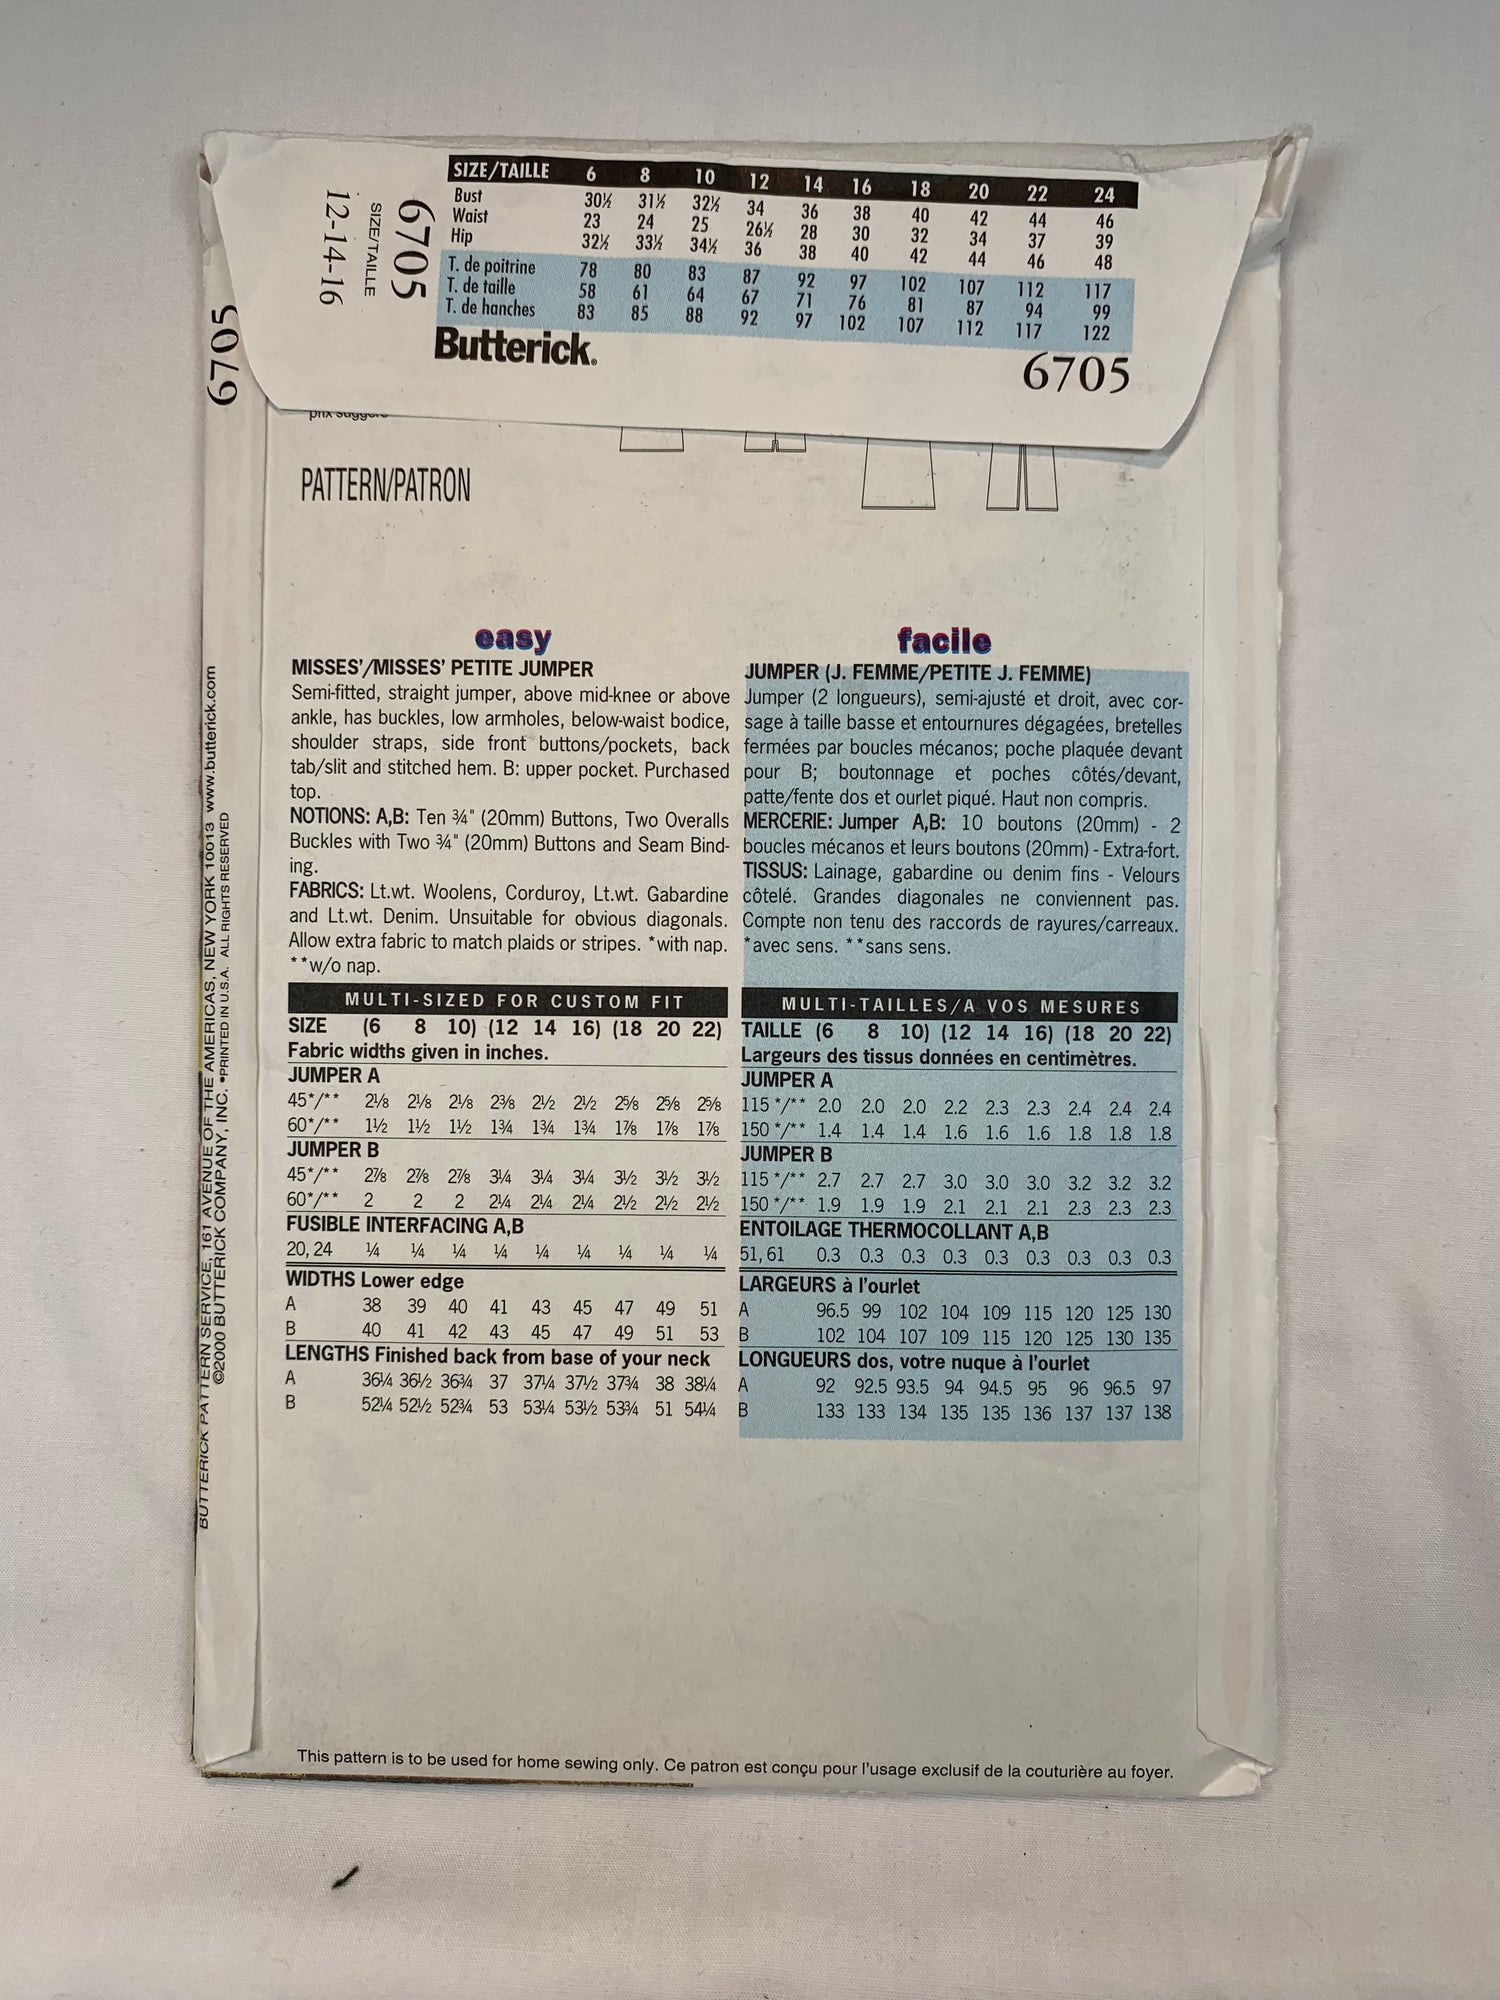 SIZE/TAILLE 6 8 10 12 14 16 18 20 22 24
Bust 30½ 31½ 32½ 34 36 38 40 42 44 46
Waist 23 24 25 26½ 28 30 32 34 37 39
Hip 32½ 33½ 34½ 36 38 40 42 44 46 48
T. de poitrine 78 80 83 87 92 97 102 107 112 117
T. de taille 58 61 64 67 71 76 81 87 94 99
T. de hanches 83 85 88 92 97 102 107 112 117 122
Butterick. 6705
6705
SIZE/TAILLE
12-14-16
6705
PATTERN/PATRON
easy
MISSES'/MISSES' PETITE JUMPER
Semi-fitted, straight jumper, above mid-knee or above
ankle, has buckles, low armholes, below-waist bodice,
shoulder straps, side front buttons/pockets, back
tab/slit and stitched hem. B: upper pocket. Purchased
top.
NOTIONS: A,B: Ten ¾" (20mm) Buttons, Two Overalls
Buckles with Two ¾" (20mm) Buttons and Seam Bind-
ing.
FABRICS: Lt.wt. Woolens, Corduroy, Lt.wt. Gabardine
and Lt.wt. Denim. Unsuitable for obvious diagonals.
Allow extra fabric to match plaids or stripes. *with nap.
**w/o nap.
MULTI-SIZED FOR CUSTOM FIT
SIZE (6 8 10) (12 14 16) (18 20 22)
Fabric widths given in inches.
JUMPER A
45*/** 2⅛ 2⅛ 2⅛ 2⅜ 2½ 2½ 2⅝ 2⅝ 2⅝
60*/** 1½ 1½ 1½ 1¾ 1¾ 1¾ 1⅞ 1⅞ 1⅞
JUMPER B
45*/** 2⅞ 2⅞ 2⅞ 3¼ 3¼ 3¼ 3½ 3½ 3½
60*/** 2 2 2 2¼ 2¼ 2¼ 2½ 2½ 2½
FUSIBLE INTERFACING A,B
20, 24 ¼ ¼ ¼ ¼ ¼ ¼ ¼ ¼ ¼
WIDTHS Lower edge
A 38 39 40 41 43 45 47 49 51
B 40 41 42 43 45 47 49 51 53
LENGTHS Finished back from base of your neck
A 36¼ 36½ 36¾ 37 37¼ 37½ 37¾ 38 38¼
B 52¼ 52½ 52¾ 53 53¼ 53½ 53¾ 51 54¼
facile
JUMPER (J. FEMME/PETITE J. FEMME)
Jumper (2 longueurs), semi-ajusté et droit, avec cor-
sage à taille basse et entournures dégagées, bretelles
fermées par boucles mécanos; poche plaquée devant
pour B; boutonnage et poches côtés/devant,
patte/fente dos et ourlet piqué. Haut non compris.
MERCERIE: Jumper A,B: 10 boutons (20mm) - 2
boucles mécanos et leurs boutons (20mm) - Extra-fort.
TISSUS: Lainage, gabardine ou denim fins - Velours
côtelé. Grandes diagonales ne conviennent pas.
Compte non tenu des raccords de rayures/carreaux.
*avec sens. **sans sens.
MULTI-TAILLES/A VOS MESURES
TAILLE (6 8 10) (12 14 16) (18 20 22)
Largeurs des tissus données en centimètres.
JUMPER A
115 */** 2.0 2.0 2.0 2.2 2.3 2.3 2.4 2.4 2.4
150 */** 1.4 1.4 1.4 1.6 1.6 1.6 1.8 1.8 1.8
JUMPER B
115 */** 2.7 2.7 2.7 3.0 3.0 3.0 3.2 3.2 3.2
150 */** 1.9 1.9 1.9 2.1 2.1 2.1 2.3 2.3 2.3
ENTOILAGE THERMOCOLLANT A,B
51, 61 0.3 0.3 0.3 0.3 0.3 0.3 0.3 0.3 0.3
LARGEURS à l'ourlet
A 96.5 99 102 104 109 115 120 125 130
B 102 104 107 109 115 120 125 130 135
LONGUEURS dos, votre nuque à l'ourlet
A 92 92.5 93.5 94 94.5 95 96 96.5 97
B 133 133 134 135 135 136 137 137 138
BUTTERICK PATTERN SERVICE, 161 AVENUE OF THE AMERICAS, NEW YORK 10013 www.butterick.com
©2000 BUTTERICK COMPANY, INC. •PRINTED IN U.S.A. ALL RIGHTS RESERVED
This pattern is to be used for home sewing only. Ce patron est conçu pour l'usage exclusif de la couturière au foyer.